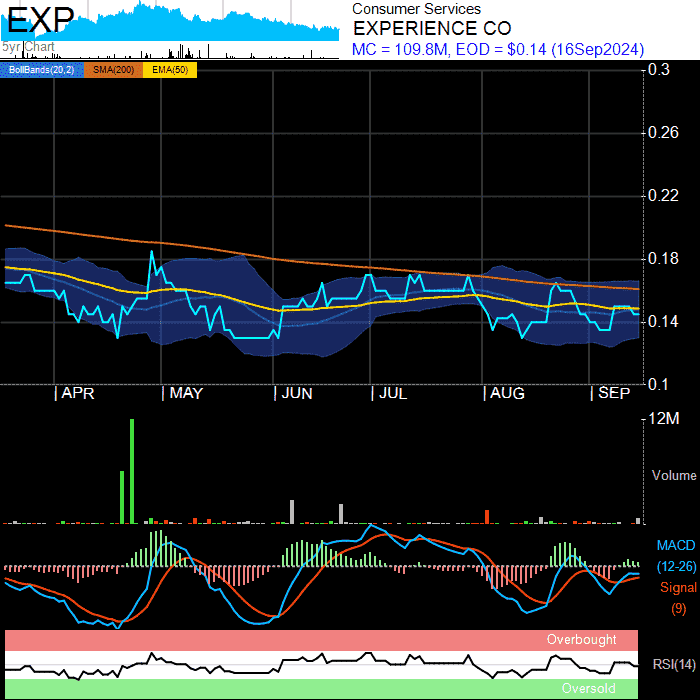 EXP
5yr Chart
Consumer Services
EXPERIENCE CO
MC = 109.8M, EOD = $0.14 (16Sep2024)
BollBands(20,2) SMA(200) EMA(50)
0.3
0.26
0.22
0.18
0.14
0.1
APR MAY JUN JUL AUG SEP
12M
Volume
MACD
(12-26)
Signal
(9)
Overbought
RSI(14)
Oversold